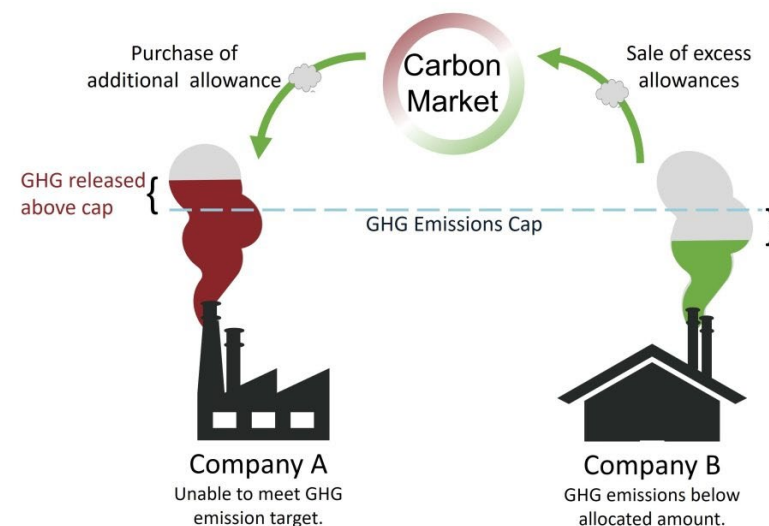 Purchase of
additional allowance
Carbon
Market
Sale of excess
allowances
GHG released
above cap
GHG Emissions Cap
Company A
Unable to meet GHG
emission target.
Company B
GHG emissions below
allocated amount.